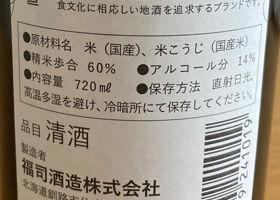 食文化に相応しい地酒を追求するブランドです。
●原材料名　米（国産）、米こうじ（国産米）
●精米歩合 60% ●アルコール分 14%
●内容量 720mℓ ●保存方法 直射日光、
高温多湿を避け、冷暗所にて保存してください。
品目 清酒
製造者
福司酒造株式会社
北海道釧路市住
9241019